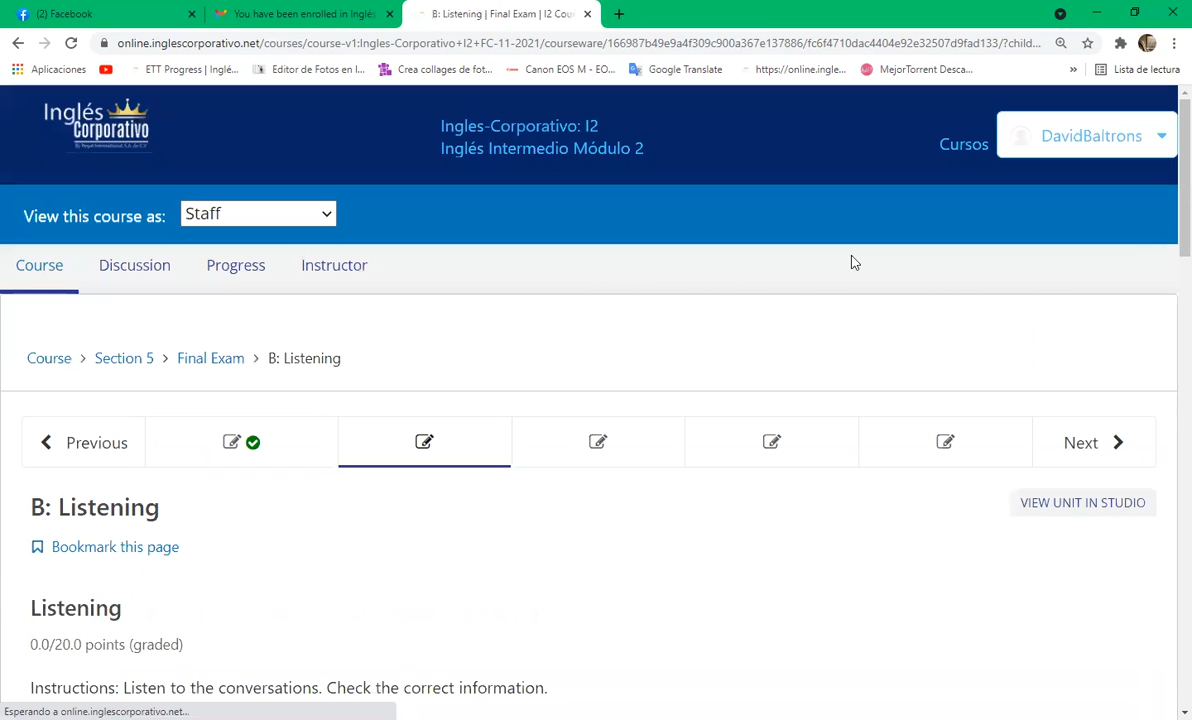 (2) Facebook
You have been enrolled in Inglés
B: Listening | Final Exam | I2 Cou
online.inglescorporativo.net/courses/course-v1:Ingles-Corporativo+I2+FC-11-2021/courseware/166987b49e9a4f309c900a367e137886/fc6f4710dac4404e92e32507d9fad133/?child...
Aplicaciones
ETT Progress | Inglé...
Editor de Fotos en l...
Crea collages de fot...
Canon EOS M - EO...
Google Translate
https://online.ingle...
MejorTorrent Desca...
»
Lista de lectura
Inglés
Corporativo
Ingles-Corporativo: I2
Inglés Intermedio Módulo 2
Cursos
DavidBaltrons
View this course as:
Staff
Course
Discussion
Progress
Instructor
Course > Section 5 > Final Exam > B: Listening
Previous
Next
B: Listening
VIEW UNIT IN STUDIO
Bookmark this page
Listening
0.0/20.0 points (graded)
Instructions: Listen to the conversations. Check the correct information.
Esperando a online.inglescorporativo.net...